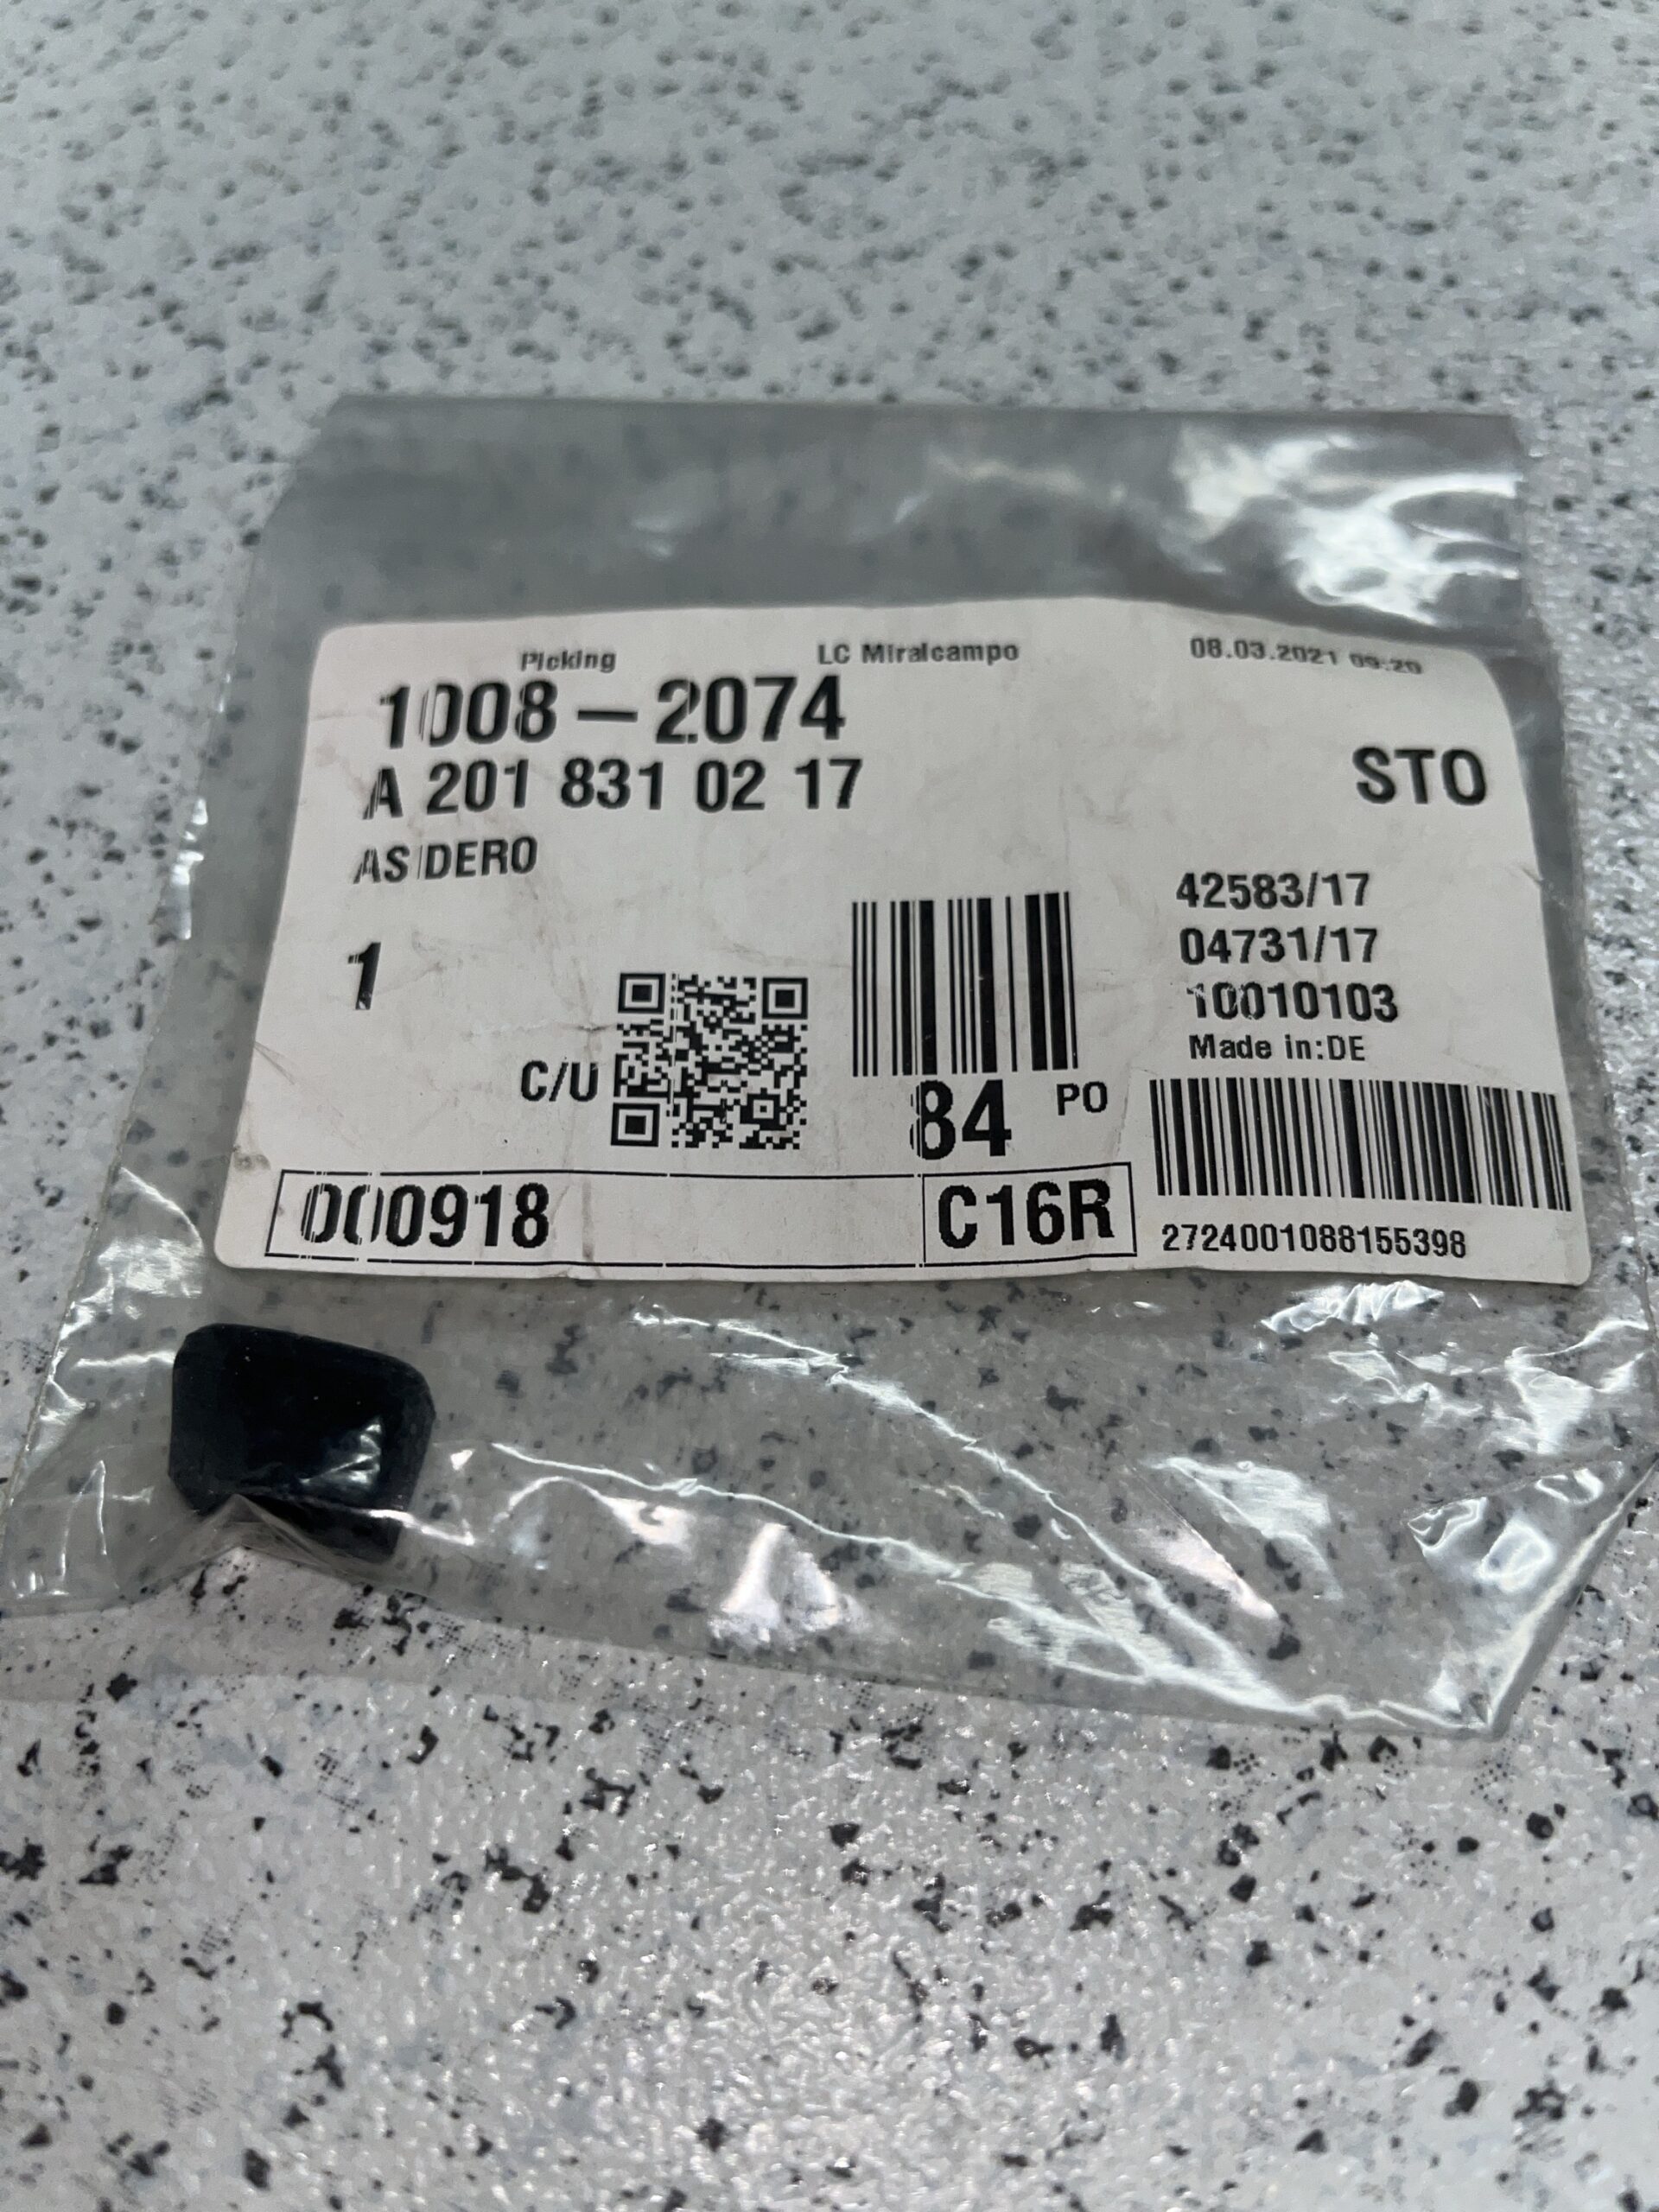 Picking LC Miralcampo 08.03.2021 09:20
1008 – 2074
A 201 831 02 17
STO
ASIDERO
1
42583/17
04731/17
10010103
Made in:DE
C/U
84 PO
000918 C16R
2724001088155398